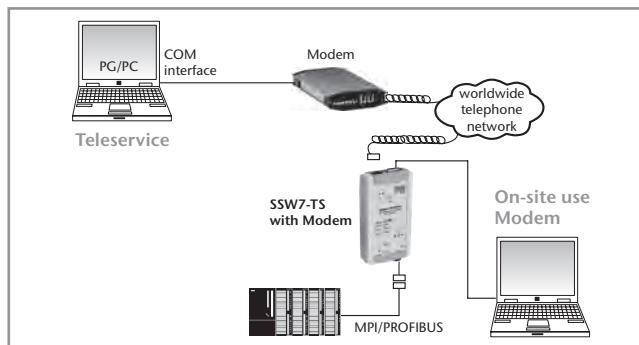 PG/PC
COM
interface
Modem
worldwide
telephone
network
Teleservice
SSW7-TS
with Modem
On-site use
Modem
MPI/PROFIBUS